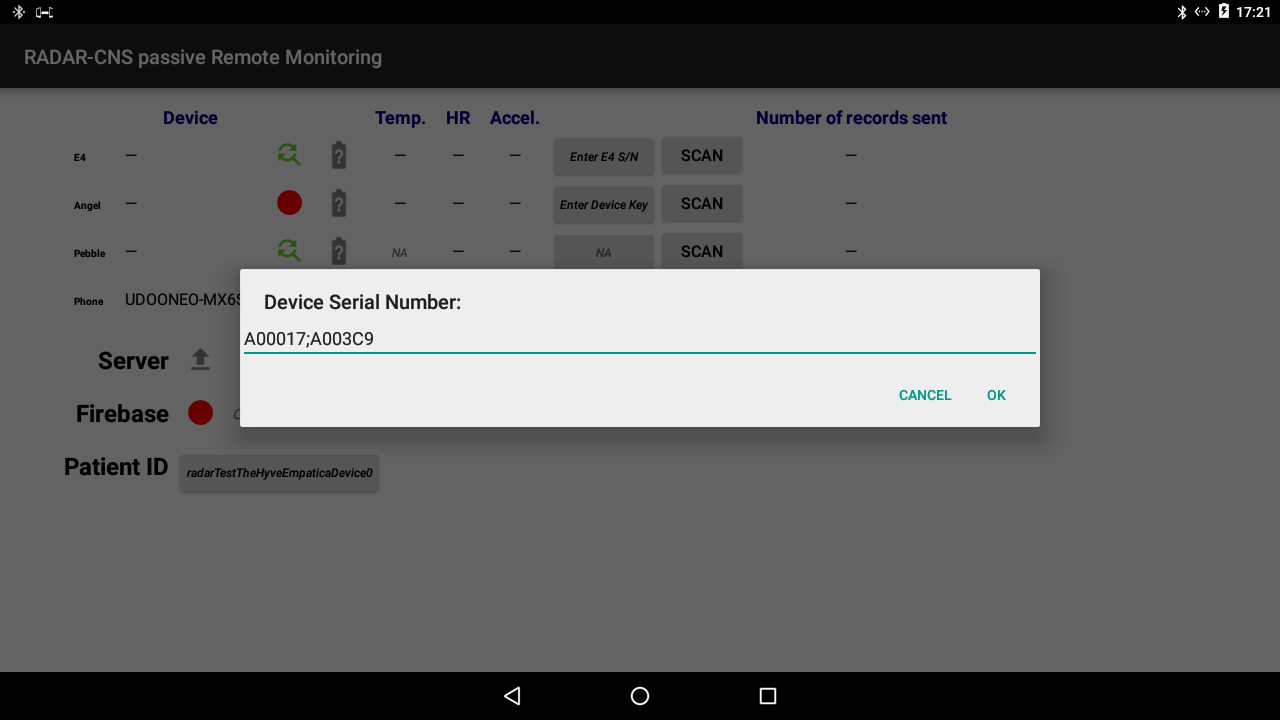 17:21
RADAR-CNS passive Remote Monitoring
Device Temp. HR Accel. Number of records sent
E4 — — — — Enter E4 S/N SCAN —
Angel — — — — Enter Device Key SCAN —
Pebble — NA — — NA SCAN —
Phone UDOONEO-MX6S
Device Serial Number:
A00017;A003C9
CANCEL OK
Server
Firebase
Patient ID radarTestTheHyveEmpaticaDevice0